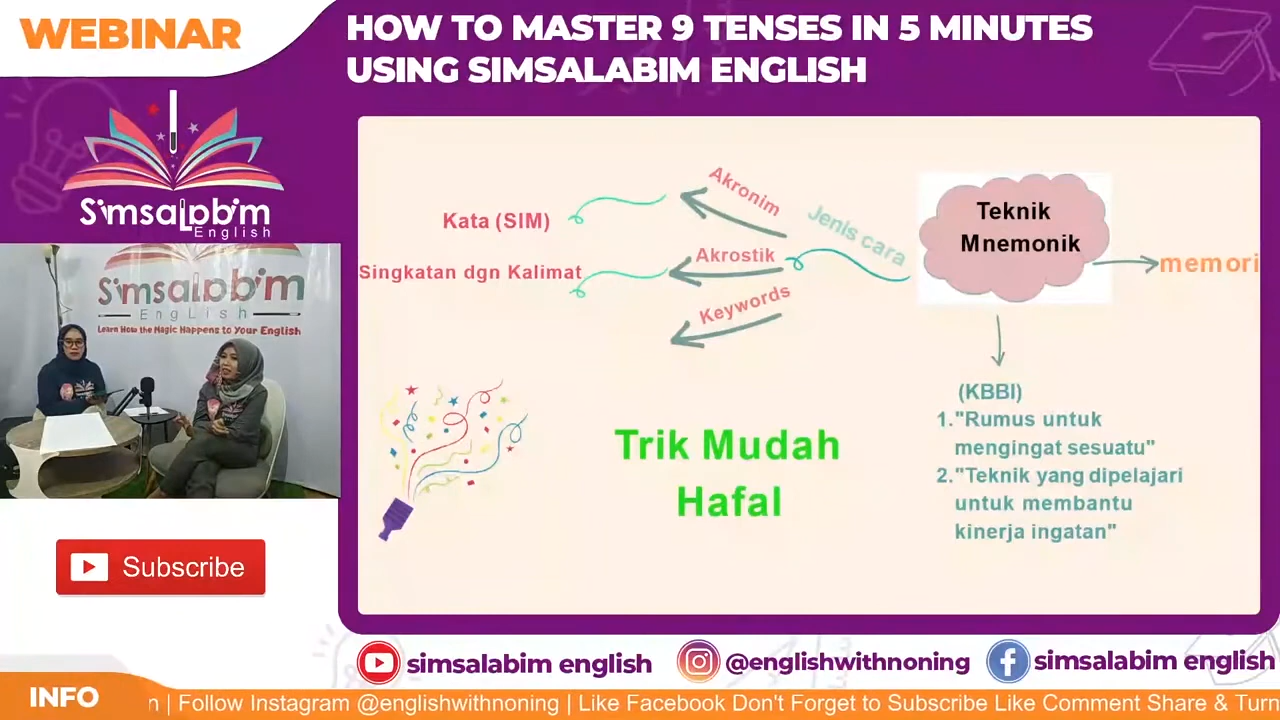 WEBINAR
HOW TO MASTER 9 TENSES IN 5 MINUTES
USING SIMSALABIM ENGLISH
Simsalabim
English
Simsalabim
English
Learn How the Magic Happens to Your English
Subscribe
Akronim
Kata (SIM)
Jenis cara
Akrostik
Singkatan dgn Kalimat
Keywords
Teknik
Mnemonik
memori
(KBBI)
1."Rumus untuk
mengingat sesuatu"
2."Teknik yang dipelajari
untuk membantu
kinerja ingatan"
Trik Mudah
Hafal
simsalabim english
@englishwithnoning
simsalabim english
INFO
n | Follow Instagram @englishwithnoning | Like Facebook Don't Forget to Subscribe Like Comment Share & Turn